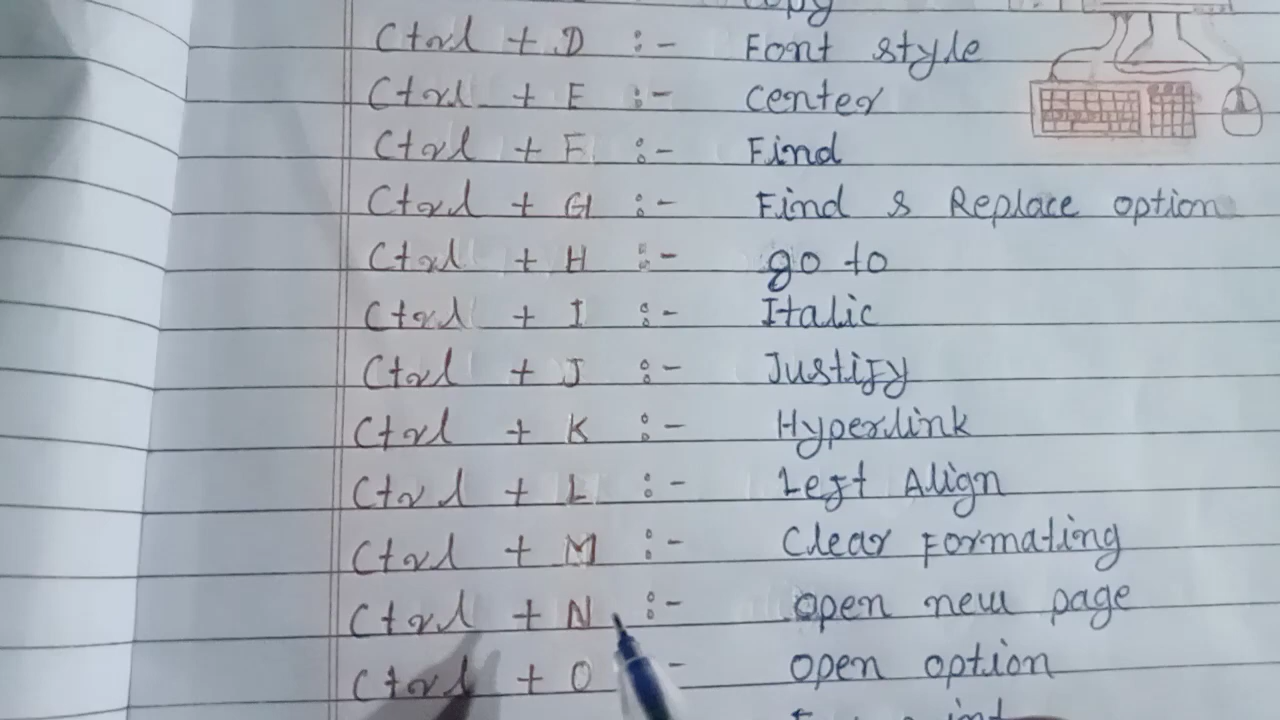 copy
Ctrl + D :- Font style
Ctrl + E :- center
Ctrl + F :- Find
Ctrl + G :- Find & Replace option
Ctrl + H :- go to
Ctrl + I :- Italic
Ctrl + J :- Justify
Ctrl + K :- Hyperlink
Ctrl + L :- Left Align
Ctrl + M :- Clear Formating
Ctrl + N :- open new page
Ctrl + O :- open option